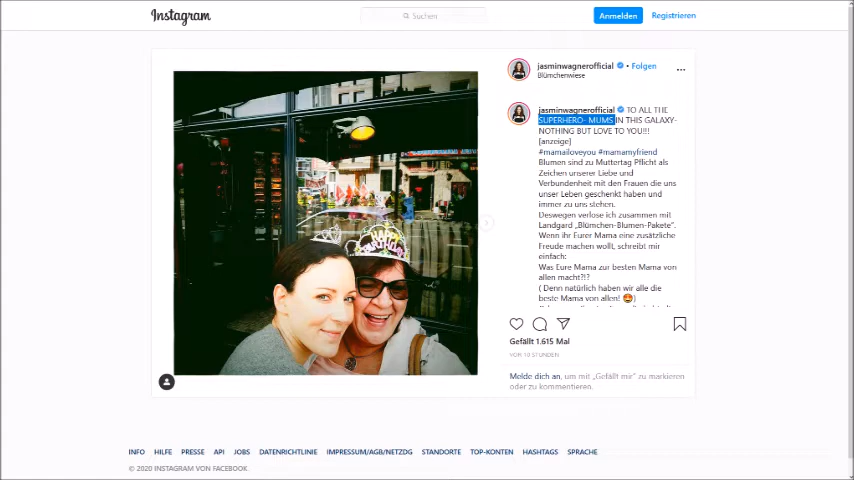 Instagram
Suchen
Anmelden
Registrieren
jasminwagnerofficial • Folgen
Blümchenwiese
jasminwagnerofficial TO ALL THE
SUPERHERO- MUMS IN THIS GALAXY-
NOTHING BUT LOVE TO YOU!!!
[anzeige]
#mamailoveyou #mamamyfriend
Blumen sind zu Muttertag Pflicht als
Zeichen unserer Liebe und
Verbundenheit mit den Frauen die uns
unser Leben geschenkt haben und
immer zu uns stehen.
Deswegen verlose ich zusammen mit
Landgard „Blümchen-Blumen-Pakete“.
Wenn ihr Eurer Mama eine zusätzliche
Freude machen wollt, schreibt mir
einfach:
Was Eure Mama zur besten Mama von
allen macht?!?
( Denn natürlich haben wir alle die
beste Mama von allen! 😍)
HAPPY
BIRTHDAY
Gefällt 1.615 Mal
VOR 10 STUNDEN
Melde dich an, um mit „Gefällt mir“ zu markieren
oder zu kommentieren.
INFO HILFE PRESSE API JOBS DATENRICHTLINIE IMPRESSUM/AGB/NETZDG STANDORTE TOP-KONTEN HASHTAGS SPRACHE
© 2020 INSTAGRAM VON FACEBOOK